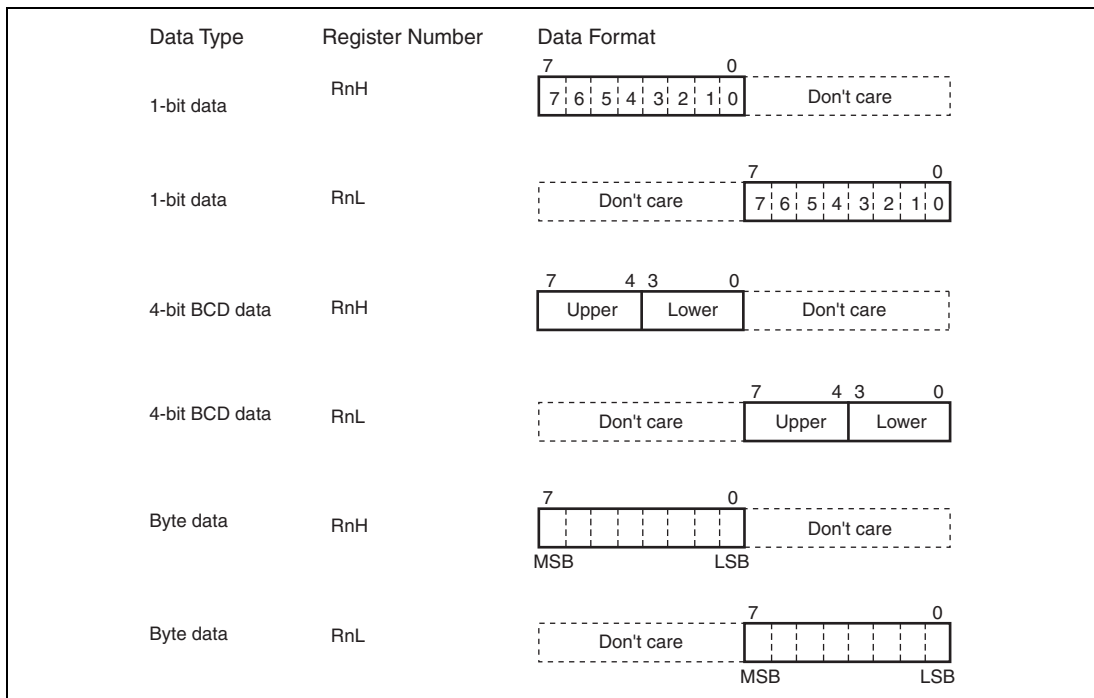 Data Type Register Number Data Format
7 0
1-bit data RnH 7 6 5 4 3 2 1 0 Don't care
7 0
1-bit data RnL Don't care 7 6 5 4 3 2 1 0
7 4 3 0
4-bit BCD data RnH Upper Lower Don't care
7 4 3 0
4-bit BCD data RnL Don't care Upper Lower
7 0
Byte data RnH Don't care
MSB LSB
7 0
Byte data RnL Don't care
MSB LSB